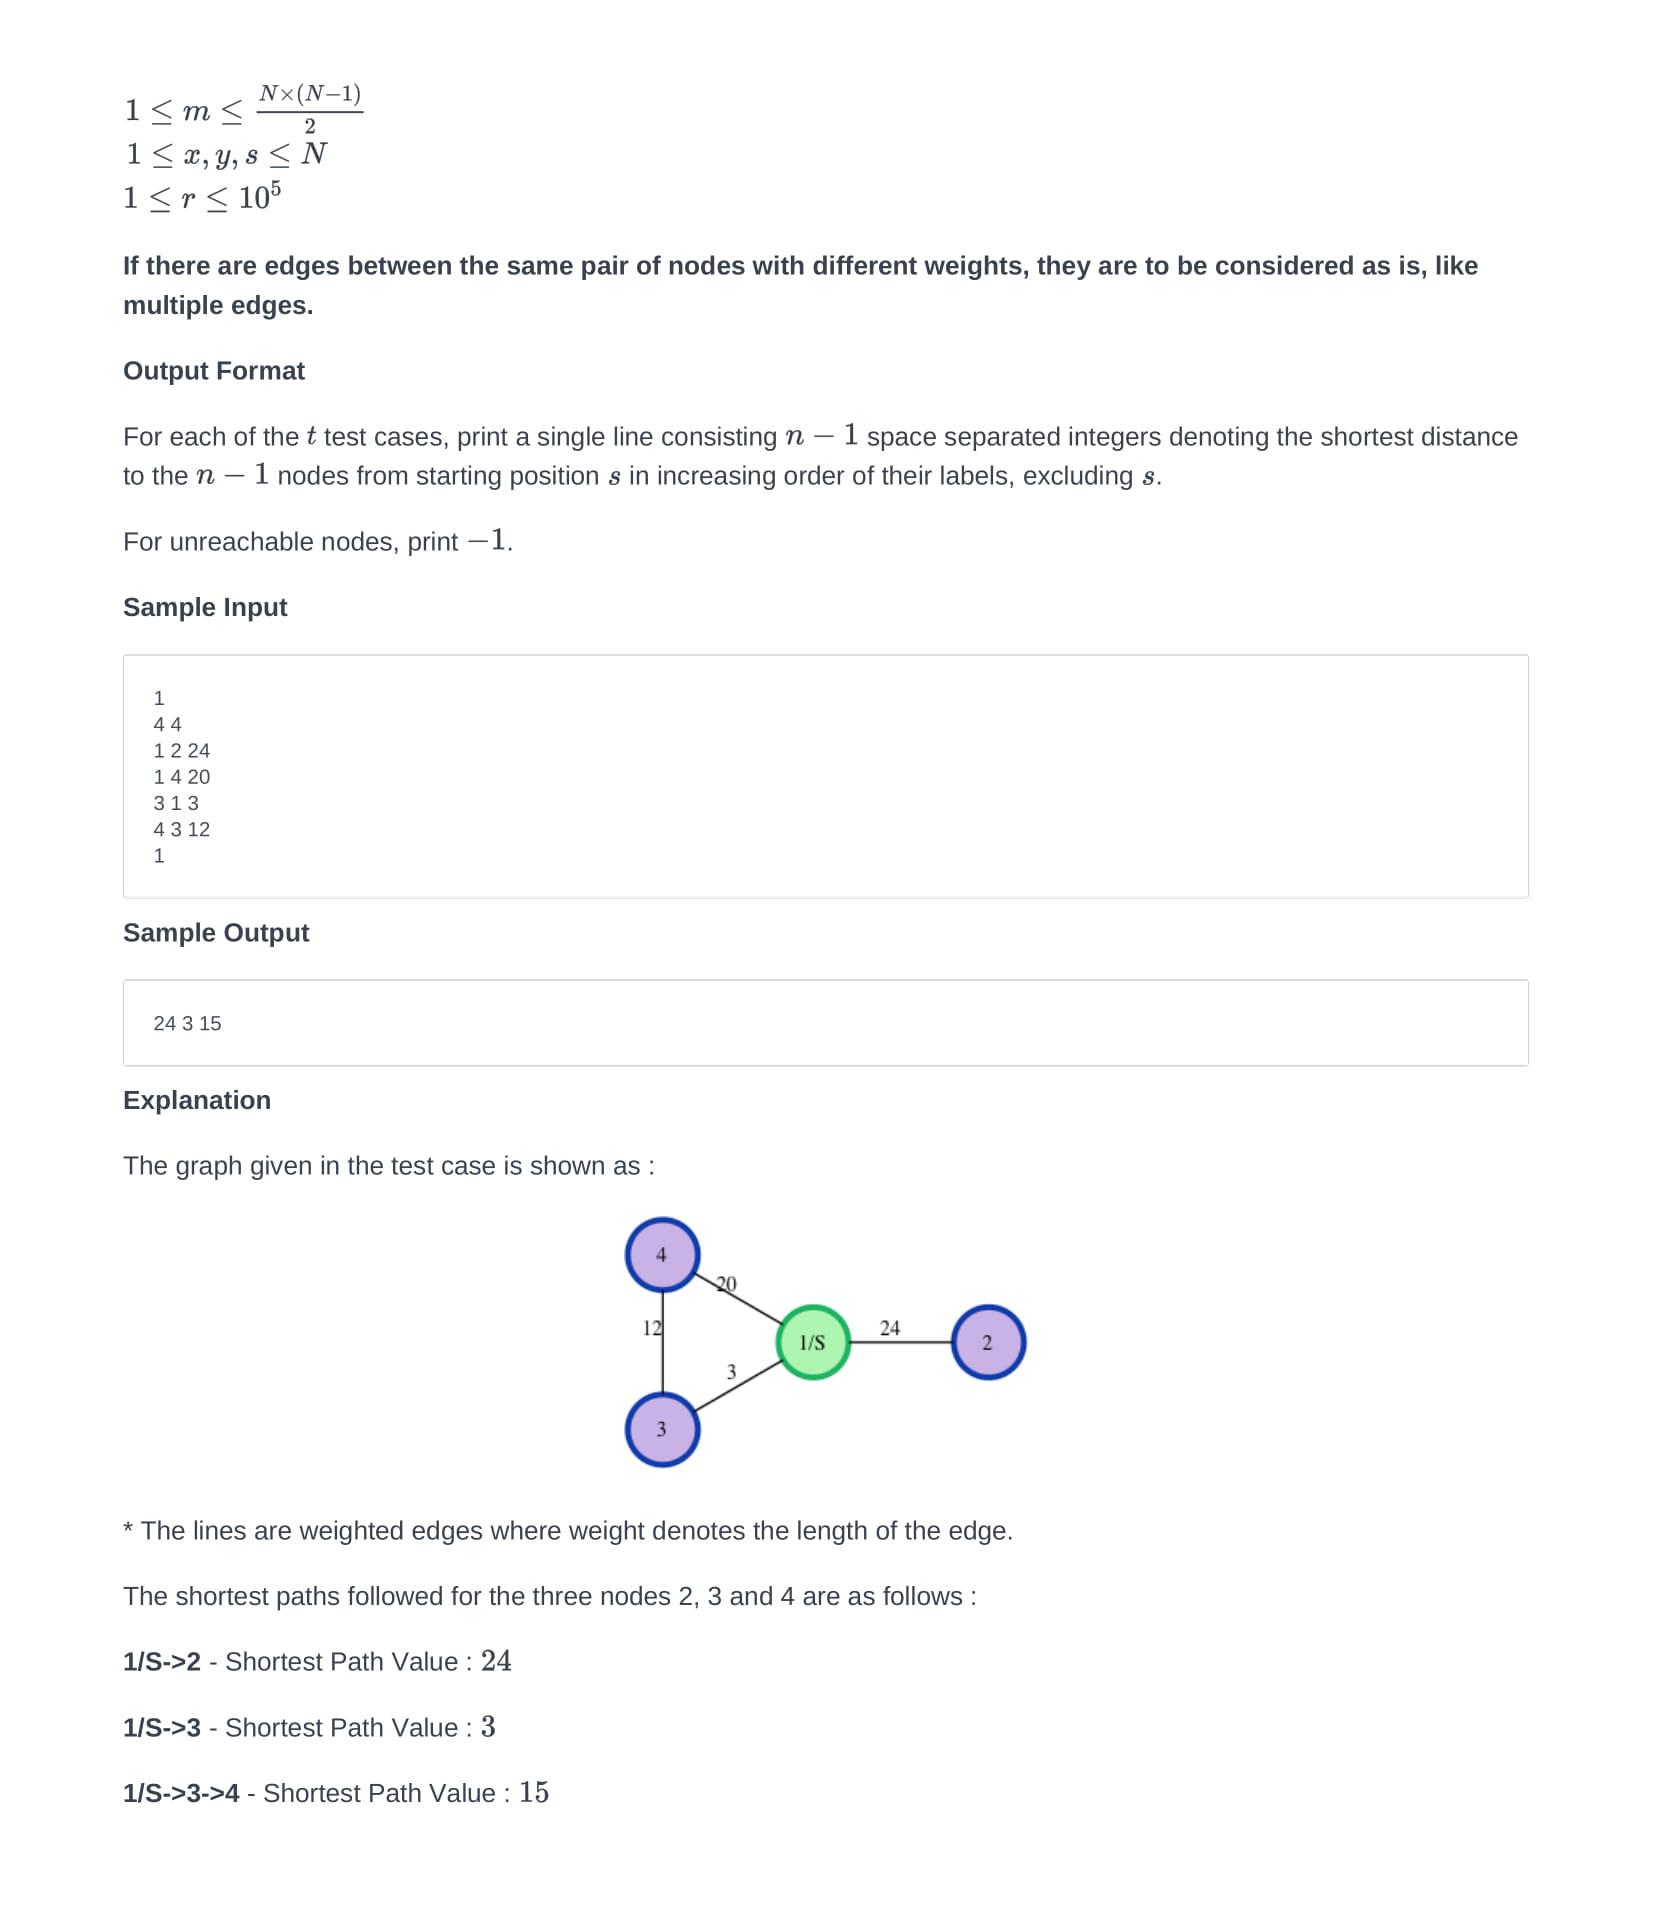 1 ≤ m ≤ N×(N−1)/2
1 ≤ x, y, s ≤ N
1 ≤ r ≤ 10^5
If there are edges between the same pair of nodes with different weights, they are to be considered as is, like
multiple edges.
Output Format
For each of the t test cases, print a single line consisting n − 1 space separated integers denoting the shortest distance
to the n − 1 nodes from starting position s in increasing order of their labels, excluding s.
For unreachable nodes, print −1.
Sample Input
1
4 4
1 2 24
1 4 20
3 1 3
4 3 12
1
Sample Output
24 3 15
Explanation
The graph given in the test case is shown as :
4
20
12
1/S
24
2
3
3
* The lines are weighted edges where weight denotes the length of the edge.
The shortest paths followed for the three nodes 2, 3 and 4 are as follows :
1/S->2 - Shortest Path Value : 24
1/S->3 - Shortest Path Value : 3
1/S->3->4 - Shortest Path Value : 15